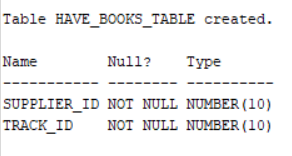 Table HAVE_BOOKS_TABLE created.
Name        Null?    Type
----------- -------- ----------
SUPPLIER_ID NOT NULL NUMBER(10)
TRACK_ID    NOT NULL NUMBER(10)